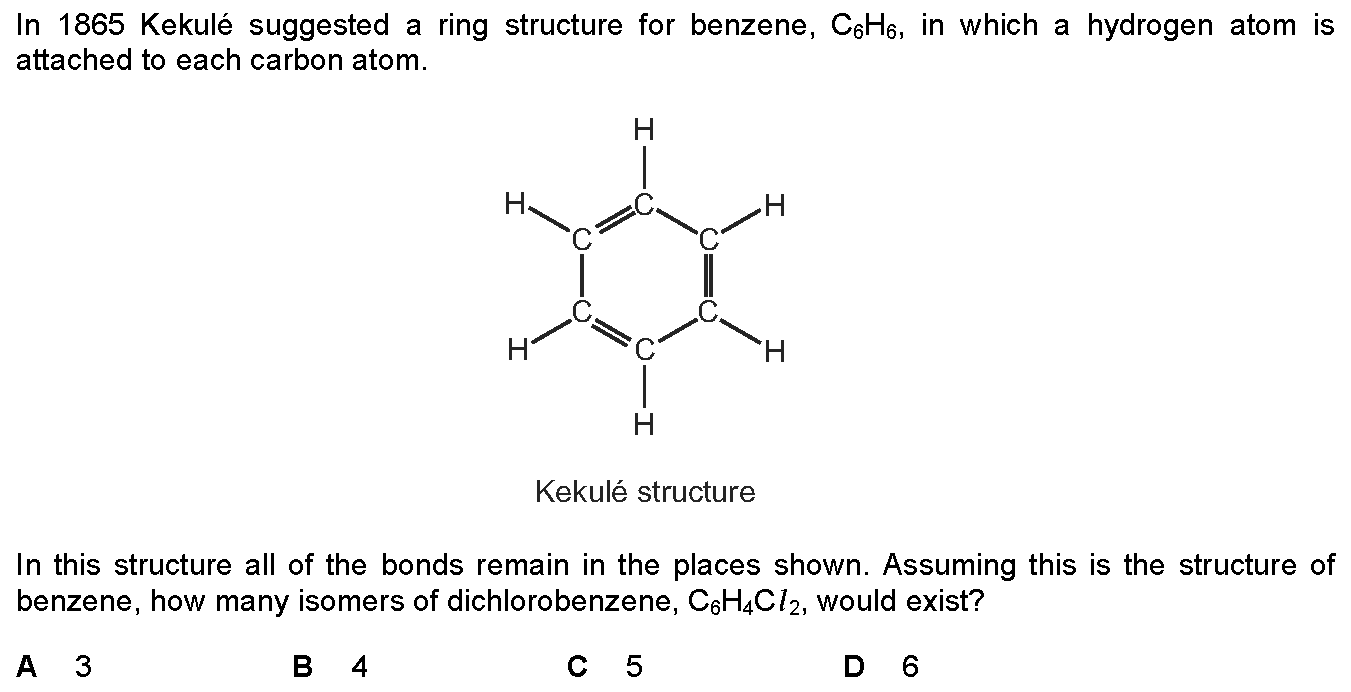 In 1865 Kekulé suggested a ring structure for benzene, C₆H₆, in which a hydrogen atom is
attached to each carbon atom.
H
H C H
C C
C C
H C H
H
Kekulé structure
In this structure all of the bonds remain in the places shown. Assuming this is the structure of
benzene, how many isomers of dichlorobenzene, C₆H₄Cl₂, would exist?
A 3 B 4 C 5 D 6